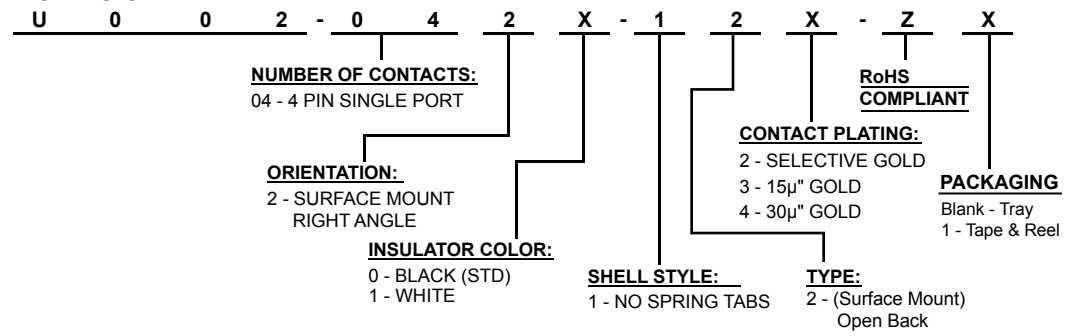 U 0 0 2 - 0 4 2 X - 1 2 X - Z X
NUMBER OF CONTACTS:
04 - 4 PIN SINGLE PORT
RoHS
COMPLIANT
CONTACT PLATING:
2 - SELECTIVE GOLD
3 - 15µ" GOLD
4 - 30µ" GOLD
ORIENTATION:
2 - SURFACE MOUNT
RIGHT ANGLE
PACKAGING
Blank - Tray
1 - Tape & Reel
INSULATOR COLOR:
0 - BLACK (STD)
1 - WHITE
SHELL STYLE:
1 - NO SPRING TABS
TYPE:
2 - (Surface Mount)
Open Back